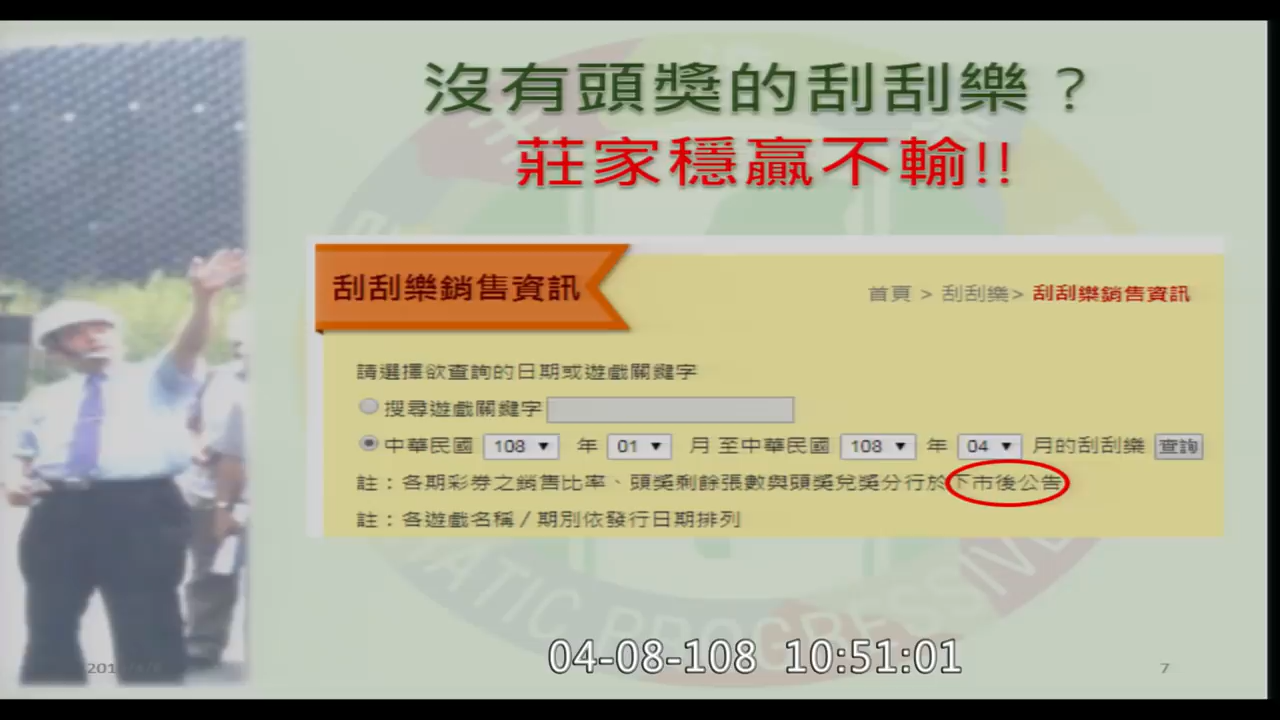 沒有頭獎的刮刮樂？
莊家穩贏不輸!!
刮刮樂銷售資訊
首頁 > 刮刮樂> 刮刮樂銷售資訊
請選擇欲查詢的日期或遊戲關鍵字
搜尋遊戲關鍵字
中華民國 108 年 01 月 至中華民國 108 年 04 月的刮刮樂 查詢
註：各期彩券之銷售比率、頭獎剩餘張數與頭獎兌獎分行於下市後公告
註：各遊戲名稱 / 期別依發行日期排列
MATIC PROGRESSIVE
04-08-108 10:51:01
7